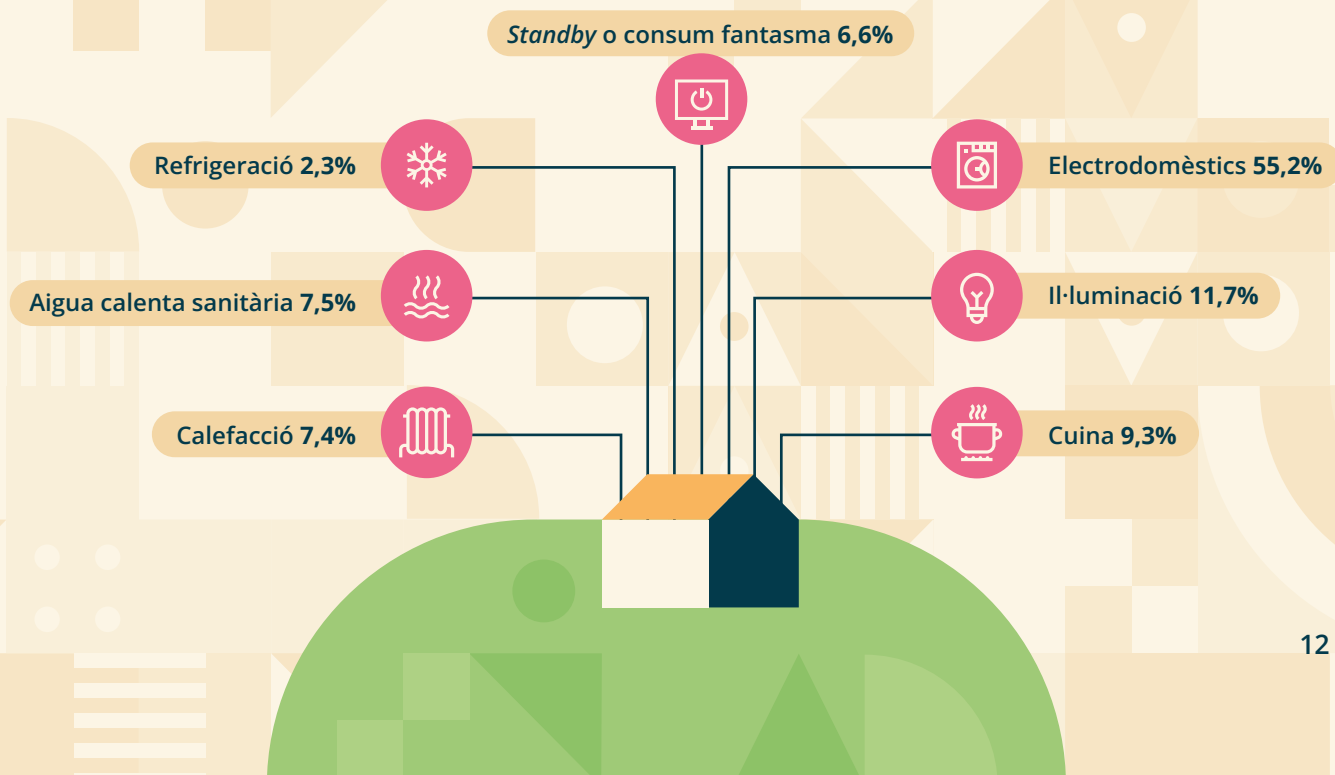 Standby o consum fantasma 6,6%
Refrigeració 2,3%
Electrodomèstics 55,2%
Aigua calenta sanitària 7,5%
Il·luminació 11,7%
Calefacció 7,4%
Cuina 9,3%
12